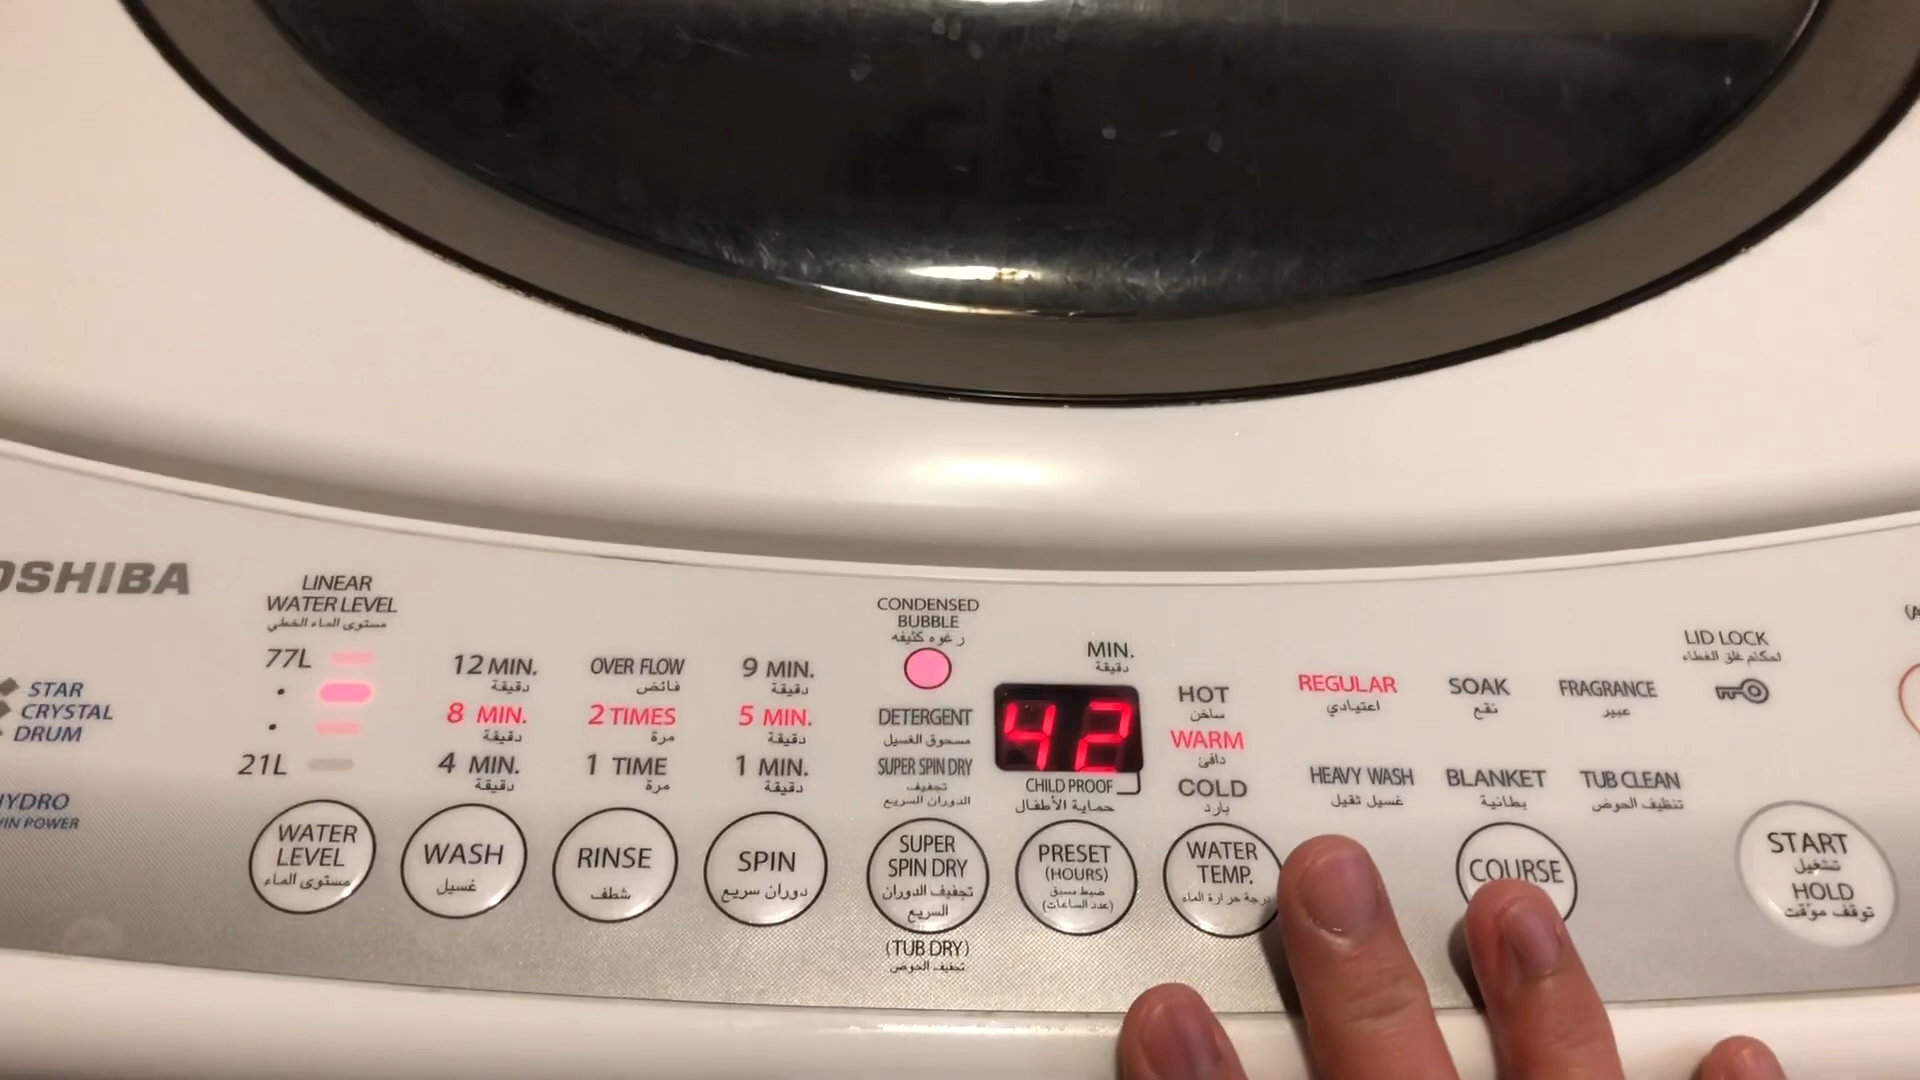 OSHIBA
STAR
CRYSTAL
DRUM
HYDRO
LINEAR
WATER LEVEL
مستوى الماء الخطي
77L
21L
12 MIN.
دقيقة
8 MIN.
دقيقة
4 MIN.
دقيقة
OVER FLOW
فائض
2 TIMES
مرة
1 TIME
مرة
9 MIN.
دقيقة
5 MIN.
دقيقة
1 MIN.
دقيقة
CONDENSED
BUBBLE
رغوه كثيفه
DETERGENT
مسحوق الغسيل
SUPER SPIN DRY
تجفيف
الدوران السريع
MIN.
دقيقة
42
CHILD PROOF
حماية الأطفال
HOT
ساخن
WARM
دافئ
COLD
بارد
REGULAR
اعتيادي
SOAK
نقع
FRAGRANCE
عبير
HEAVY WASH
غسيل ثقيل
BLANKET
بطانية
TUB CLEAN
تنظيف الحوض
LID LOCK
احكام غلق الغطاء
WATER
LEVEL
مستوى الماء
WASH
غسيل
RINSE
شطف
SPIN
دوران سريع
SUPER
SPIN DRY
تجفيف الدوران
السريع
(TUB DRY)
تجفيف الحوض
PRESET
(HOURS)
ضبط مسبق
(عدد الساعات)
WATER
TEMP.
درجة حرارة الماء
COURSE
START
تشغيل
HOLD
توقف موقت